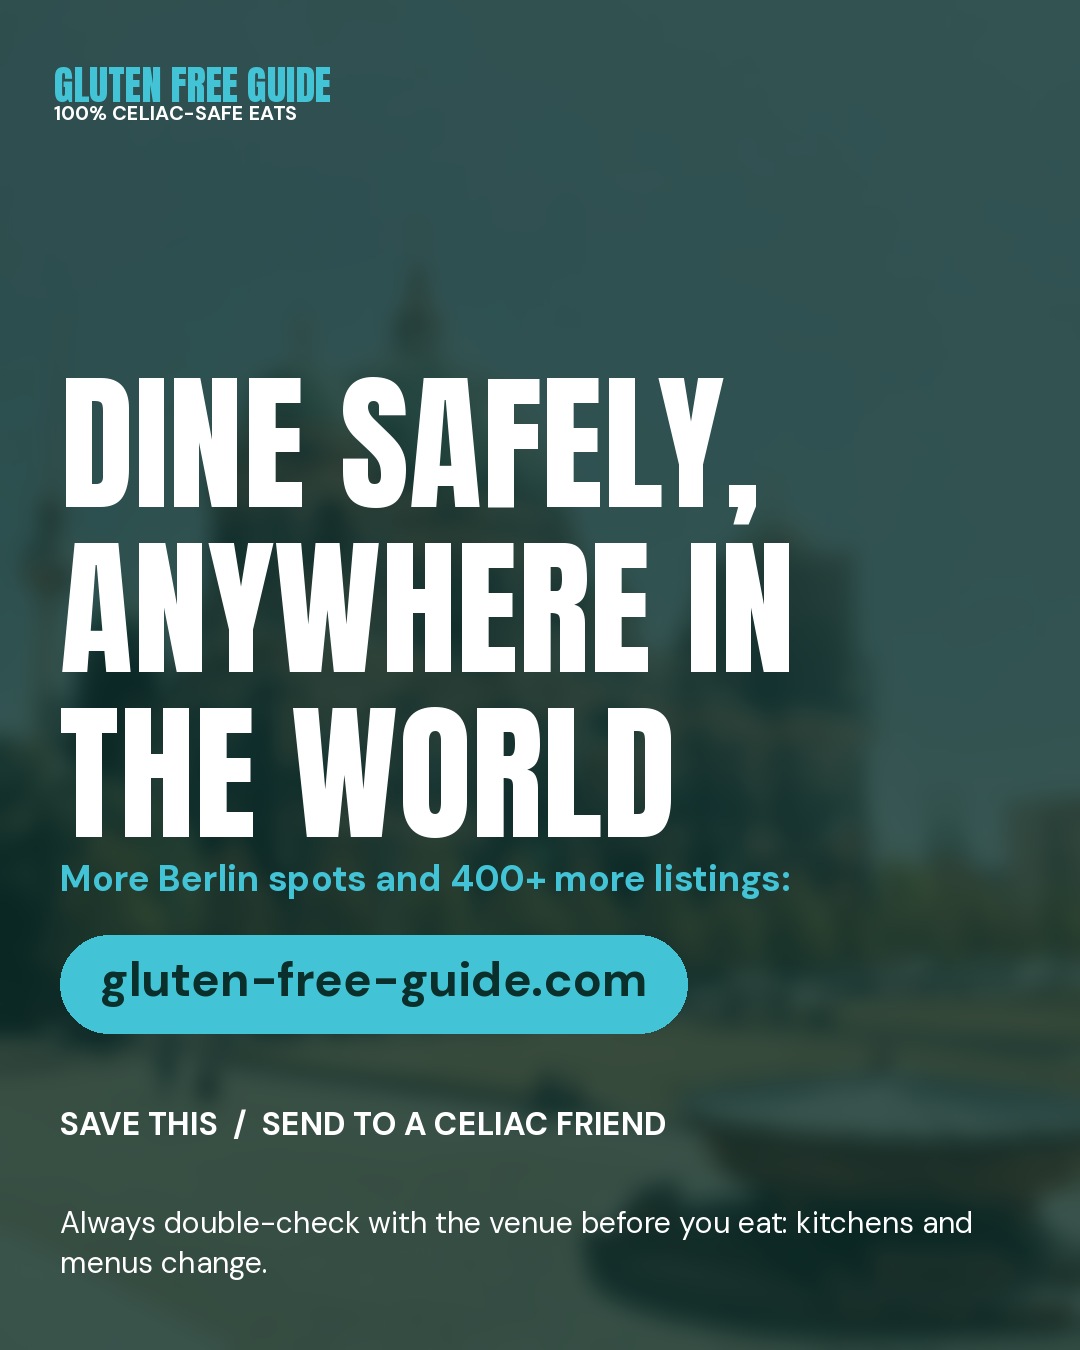 GLUTEN FREE GUIDE
100% CELIAC-SAFE EATS
DINE SAFELY,
ANYWHERE IN
THE WORLD
More Berlin spots and 400+ more listings:
gluten-free-guide.com
SAVE THIS / SEND TO A CELIAC FRIEND
Always double-check with the venue before you eat: kitchens and
menus change.